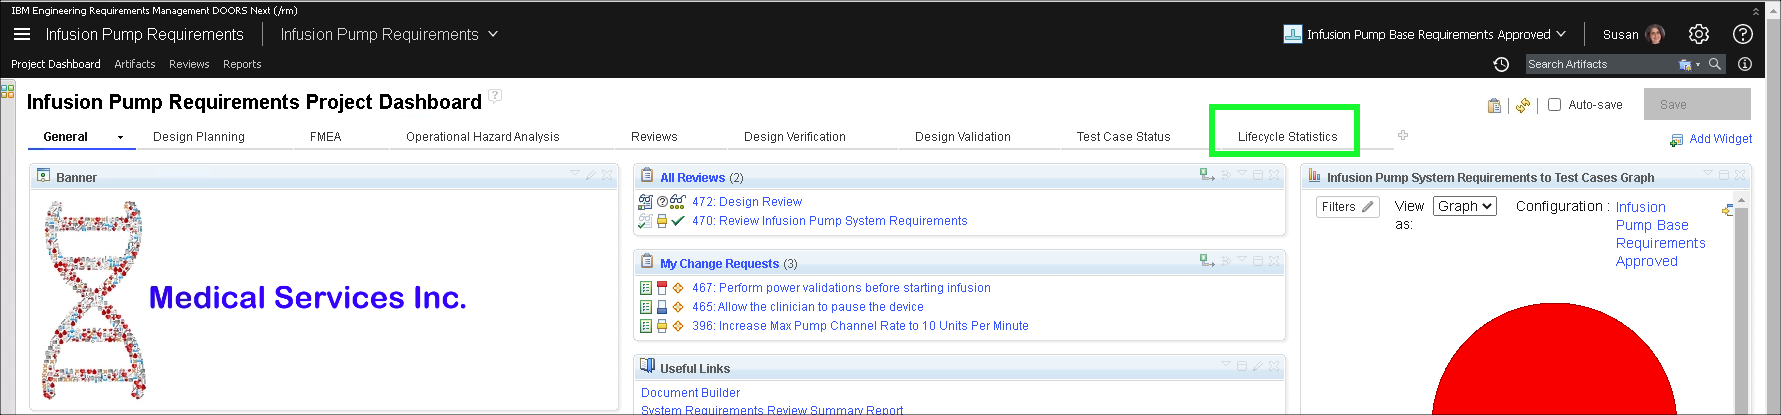 IBM Engineering Requirements Management DOORS Next (/rm)
Infusion Pump Requirements Infusion Pump Requirements Infusion Pump Base Requirements Approved Susan
Project Dashboard Artifacts Reviews Reports Search Artifacts
Infusion Pump Requirements Project Dashboard Auto-save Save
General Design Planning FMEA Operational Hazard Analysis Reviews Design Verification Design Validation Test Case Status Lifecycle Statistics Add Widget
Banner
Medical Services Inc.
All Reviews (2)
472: Design Review
470: Review Infusion Pump System Requirements
My Change Requests (3)
467: Perform power validations before starting infusion
465: Allow the clinician to pause the device
396: Increase Max Pump Channel Rate to 10 Units Per Minute
Useful Links
Document Builder
System Requirements Review Summary Report
Infusion Pump System Requirements to Test Cases Graph
Filters View as: Graph Configuration : Infusion
Pump Base
Requirements
Approved